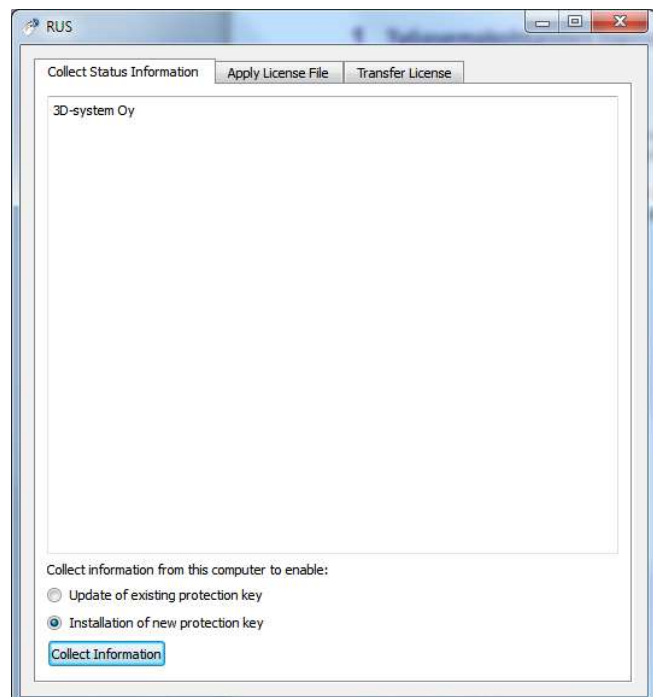 RUS
Collect Status Information
Apply License File
Transfer License
3D-system Oy
Collect information from this computer to enable:
Update of existing protection key
Installation of new protection key
Collect Information